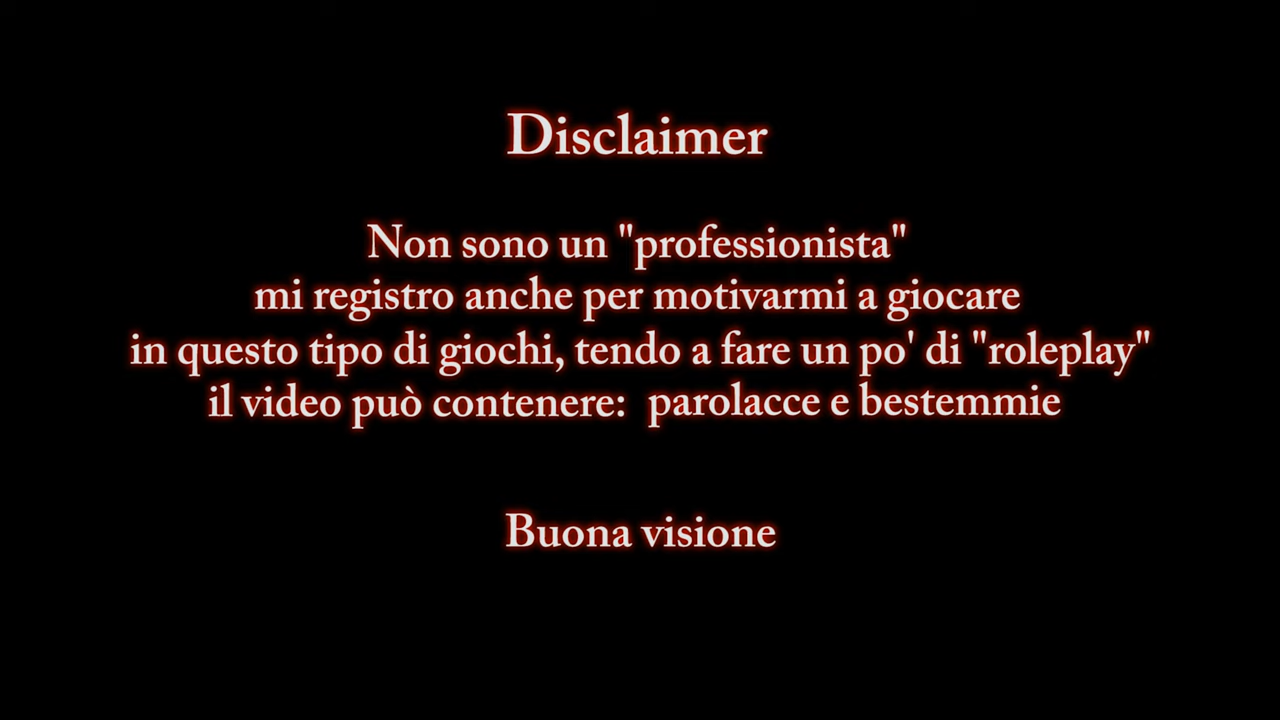 Disclaimer
Non sono un "professionista"
mi registro anche per motivarmi a giocare
in questo tipo di giochi, tendo a fare un po' di "roleplay"
il video può contenere: parolacce e bestemmie
Buona visione